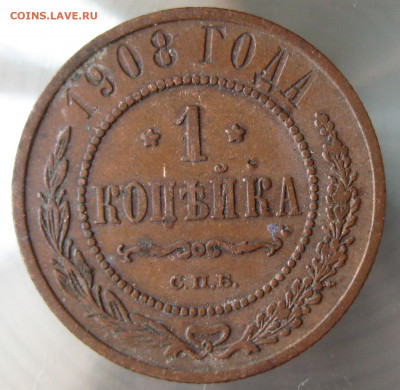 COINS.LAVE.RU
1908 ГОДА
* 1 *
КОПѢЙКА
С.П.Б.